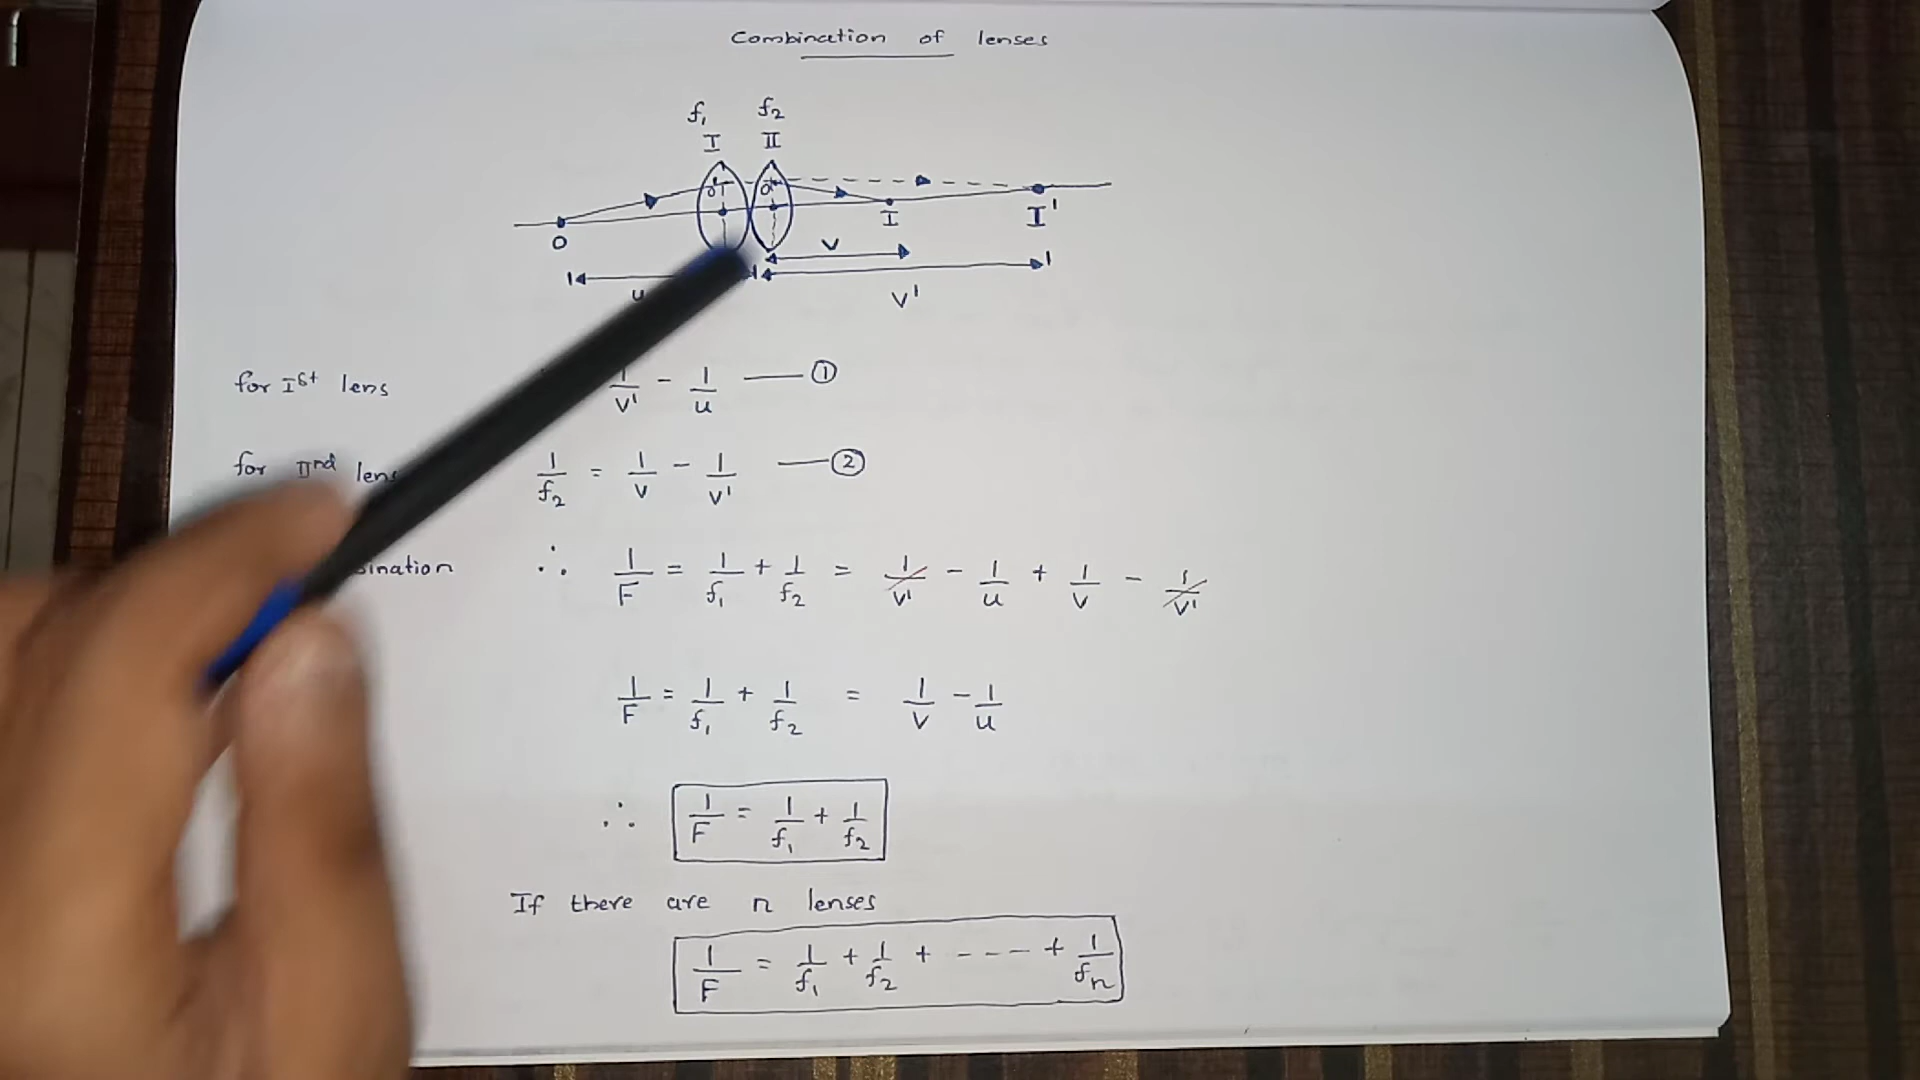 Combination of lenses
f₁ f₂
I II
O I I'
v
u v'
for Ist lens 1/v' - 1/u —— ①
for IInd lens 1/f₂ = 1/v - 1/v' —— ②
∴ 1/F = 1/f₁ + 1/f₂ = 1/v' - 1/u + 1/v - 1/v'
1/F = 1/f₁ + 1/f₂ = 1/v - 1/u
∴ 1/F = 1/f₁ + 1/f₂
If there are n lenses
1/F = 1/f₁ + 1/f₂ + ---- + 1/fn